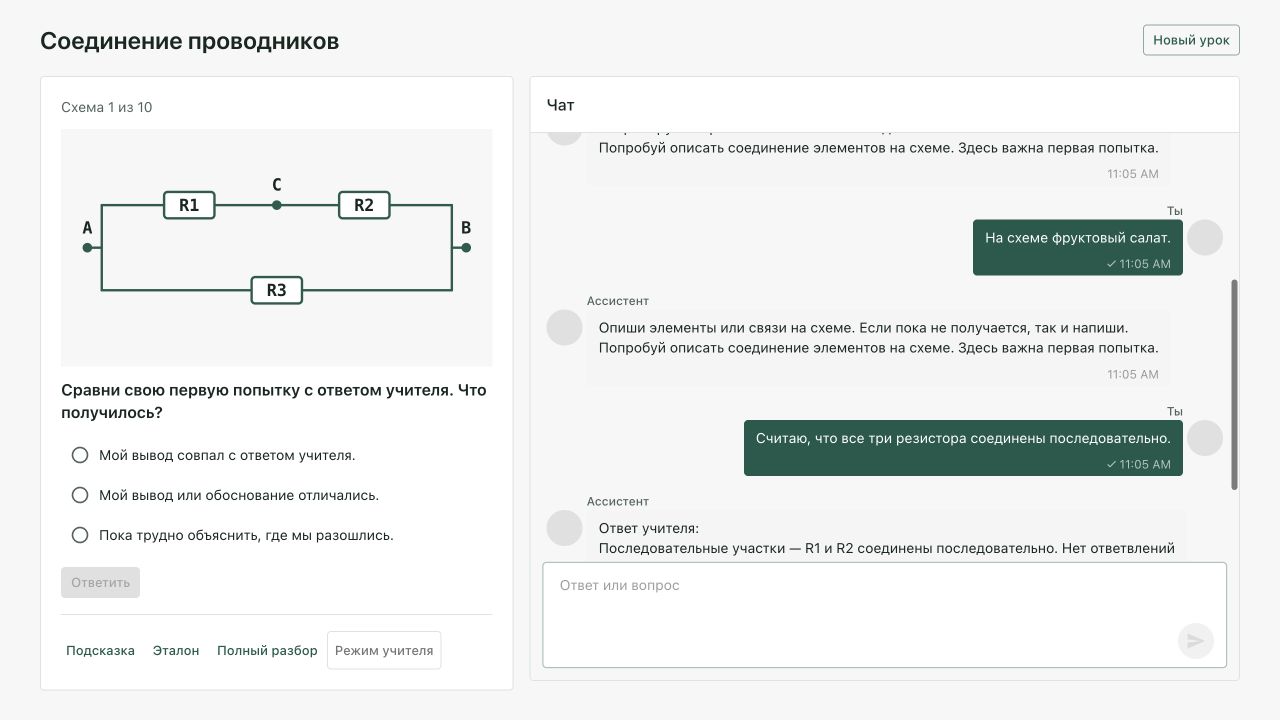 Соединение проводников
Новый урок
Схема 1 из 10
C
R1
R2
A
B
R3
Сравни свою первую попытку с ответом учителя. Что
получилось?
Мой вывод совпал с ответом учителя.
Мой вывод или обоснование отличались.
Пока трудно объяснить, где мы разошлись.
Ответить
Подсказка
Эталон
Полный разбор
Режим учителя
Чат
Попробуй описать соединение элементов на схеме. Здесь важна первая попытка.
11:05 AM
Ты
На схеме фруктовый салат.
✓ 11:05 AM
Ассистент
Опиши элементы или связи на схеме. Если пока не получается, так и напиши.
Попробуй описать соединение элементов на схеме. Здесь важна первая попытка.
11:05 AM
Ты
Считаю, что все три резистора соединены последовательно.
✓ 11:05 AM
Ассистент
Ответ учителя:
Последовательные участки — R1 и R2 соединены последовательно. Нет ответвлений
Ответ или вопрос